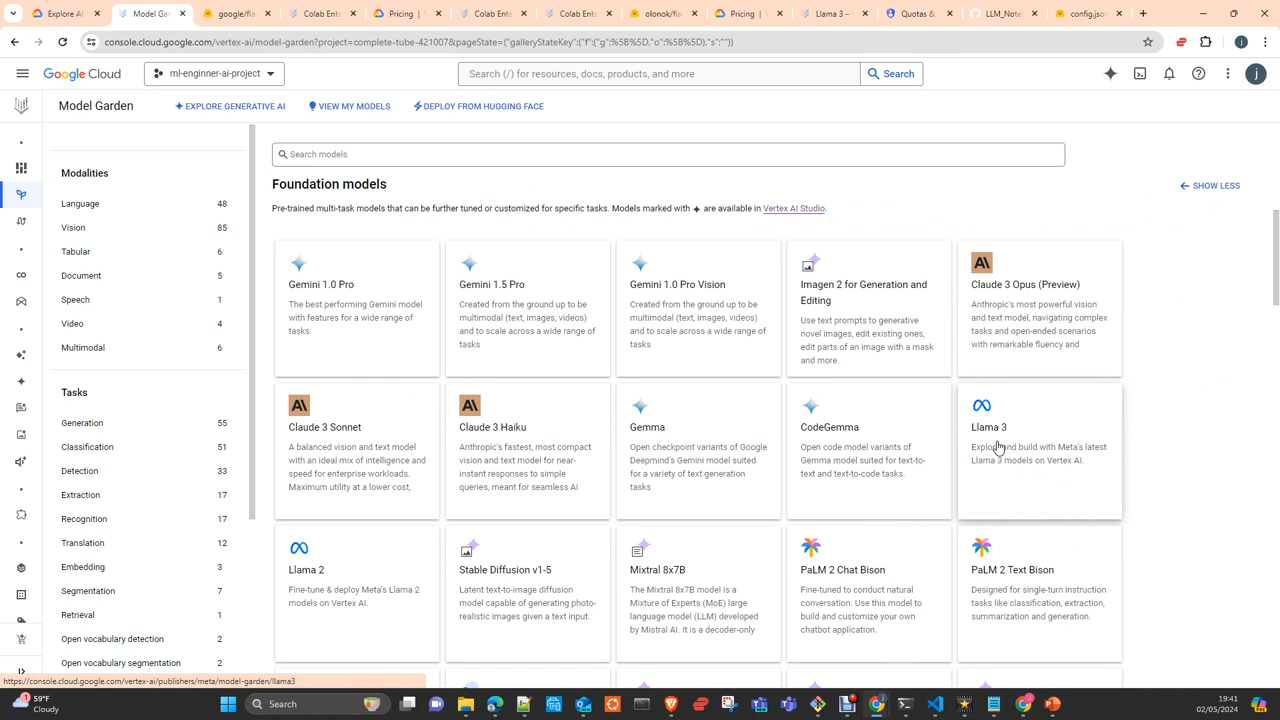 Explore AI
Model Gard
google/fla
Colab Ente
Pricing |
Colab Ente
Colab Ente
olonok/fla
Pricing |
Llama 3 –
Quotas &
LLM_Note
config.jso
console.cloud.google.com/vertex-ai/model-garden?project=complete-tube-421007&pageState=("galleryStateKey":("f":("g":%5B%5D,"o":%5B%5D),"s":""))
Google Cloud
ml-enginner-ai-project
Search (/) for resources, docs, products, and more
Search
j
Model Garden
EXPLORE GENERATIVE AI
VIEW MY MODELS
DEPLOY FROM HUGGING FACE
Modalities
Language 48
Vision 85
Tabular 6
Document 5
Speech 1
Video 4
Multimodal 6
Tasks
Generation 55
Classification 51
Detection 33
Extraction 17
Recognition 17
Translation 12
Embedding 3
Segmentation 7
Retrieval 1
Open vocabulary detection 2
Open vocabulary segmentation 2
Search models
Foundation models
SHOW LESS
Pre-trained multi-task models that can be further tuned or customized for specific tasks. Models marked with are available in Vertex AI Studio.
Gemini 1.0 Pro
The best performing Gemini model
with features for a wide range of
tasks
Gemini 1.5 Pro
Created from the ground up to be
multimodal (text, images, videos)
and to scale across a wide range of
tasks
Gemini 1.0 Pro Vision
Created from the ground up to be
multimodal (text, images, videos)
and to scale across a wide range of
tasks
Imagen 2 for Generation and
Editing
Use text prompts to generative
novel images, edit existing ones,
edit parts of an image with a mask
and more.
Claude 3 Opus (Preview)
Anthropic's most powerful vision
and text model, navigating complex
tasks and open-ended scenarios
with remarkable fluency and
Claude 3 Sonnet
A balanced vision and text model
with an ideal mix of intelligence and
speed for enterprise workloads.
Maximum utility at a lower cost,
Claude 3 Haiku
Anthropic's fastest, most compact
vision and text model for near-
instant responses to simple
queries, meant for seamless AI
Gemma
Open checkpoint variants of Google
Deepmind's Gemini model suited
for a variety of text generation
tasks
CodeGemma
Open code model variants of
Gemma model suited for text-to-
text and text-to-code tasks.
Llama 3
Explore and build with Meta's latest
Llama 3 models on Vertex AI.
Llama 2
Fine-tune & deploy Meta's Llama 2
models on Vertex AI.
Stable Diffusion v1-5
Latent text-to-image diffusion
model capable of generating photo-
realistic images given a text input.
Mixtral 8x7B
The Mixtral 8x7B model is a
Mixture of Experts (MoE) large
language model (LLM) developed
by Mistral AI. It is a decoder-only
PaLM 2 Chat Bison
Fine-tuned to conduct natural
conversation. Use this model to
build and customize your own
chatbot application.
PaLM 2 Text Bison
Designed for single-turn instruction
tasks like classification, extraction,
summarization and generation.
https://console.cloud.google.com/vertex-ai/publishers/meta/model-garden/llama3
59°F
Cloudy
Search
19:41
02/05/2024